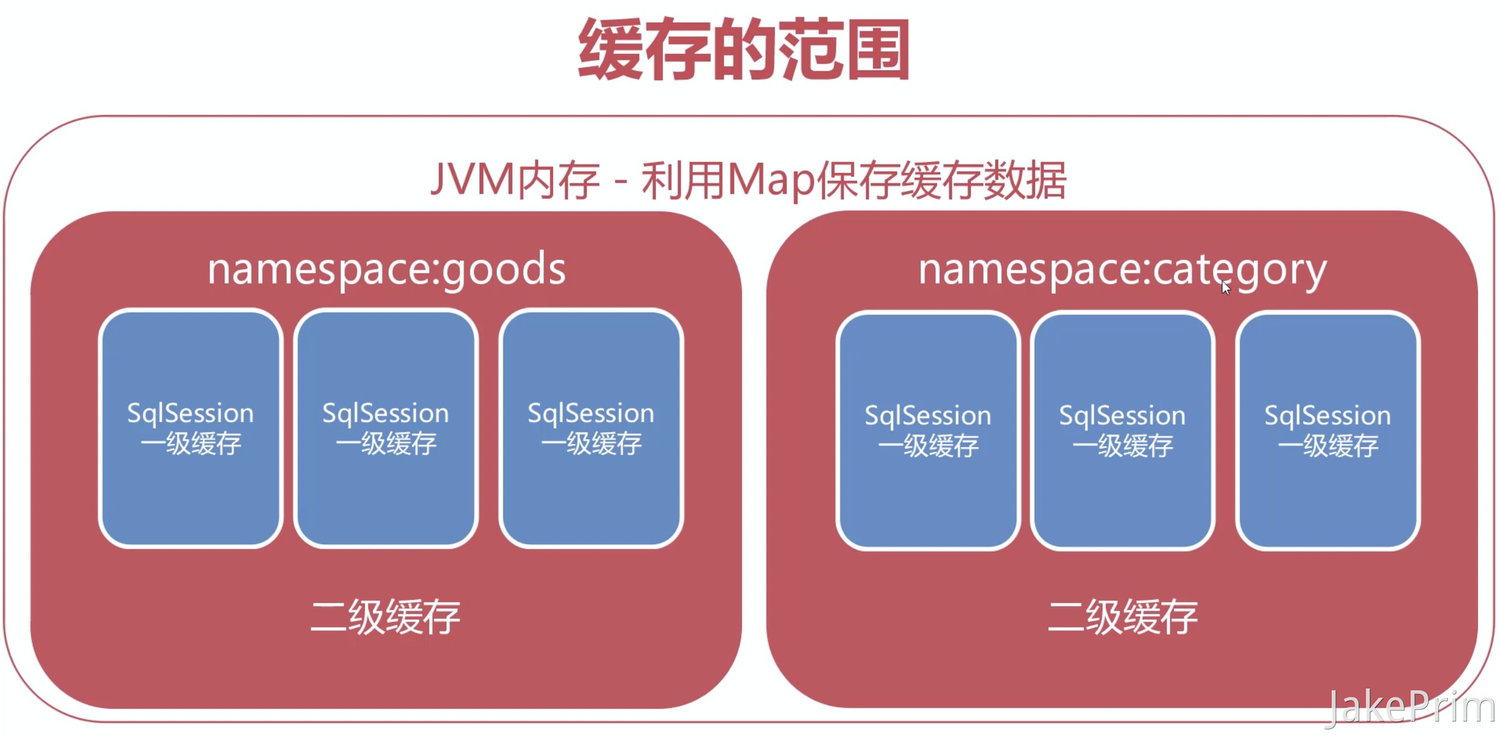 缓存的范围
JVM内存 - 利用Map保存缓存数据
namespace:goods
SqlSession
一级缓存
SqlSession
一级缓存
SqlSession
一级缓存
二级缓存
namespace:category
SqlSession
一级缓存
SqlSession
一级缓存
SqlSession
一级缓存
二级缓存
JakePrim